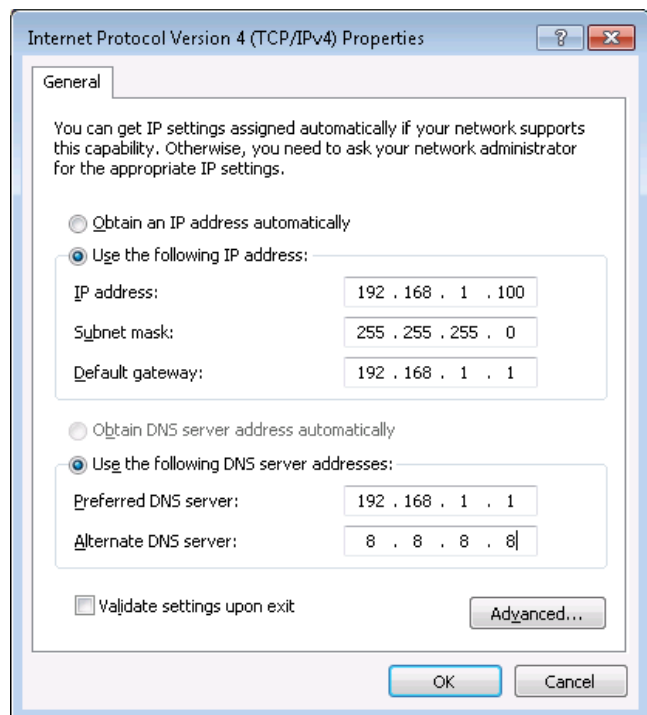 Internet Protocol Version 4 (TCP/IPv4) Properties
General
You can get IP settings assigned automatically if your network supports
this capability. Otherwise, you need to ask your network administrator
for the appropriate IP settings.
Obtain an IP address automatically
Use the following IP address:
IP address: 192 . 168 . 1 . 100
Subnet mask: 255 . 255 . 255 . 0
Default gateway: 192 . 168 . 1 . 1
Obtain DNS server address automatically
Use the following DNS server addresses:
Preferred DNS server: 192 . 168 . 1 . 1
Alternate DNS server: 8 . 8 . 8 . 8
Validate settings upon exit
Advanced...
OK Cancel